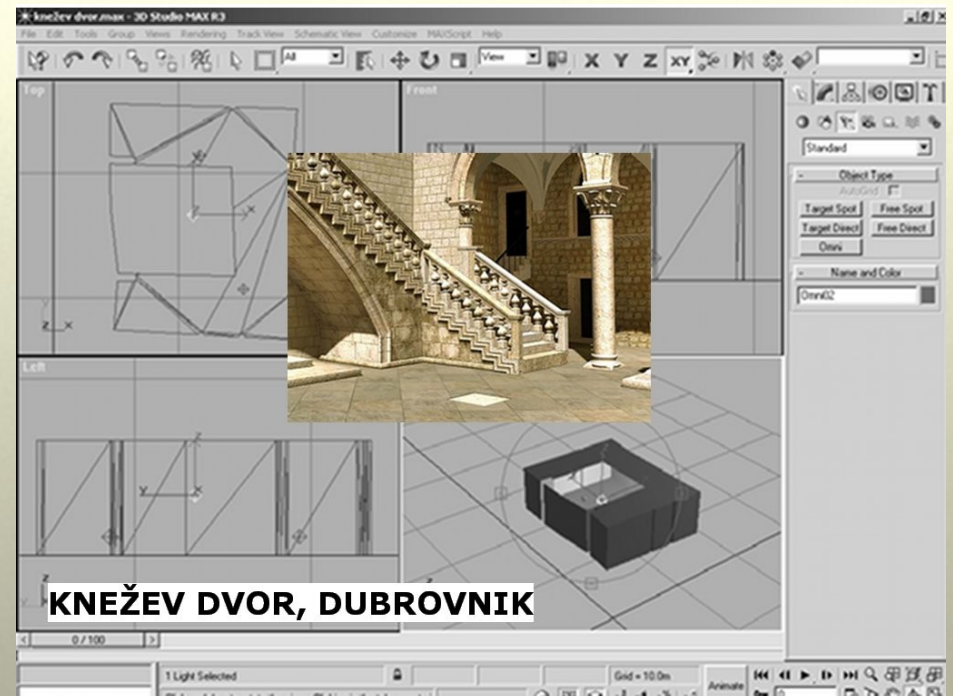 knežev dvor.max - 3D Studio MAX R3
File Edit Tools Group Views Rendering Track View Schematic View Customize MAXScript Help
All
View
X Y Z XY
Top
Front
Standard
Object Type
AutoGrid
Target Spot Free Spot
Target Direct Free Direct
Omni
Name and Color
Omni02
Left
KNEŽEV DVOR, DUBROVNIK
0 / 100
1 Light Selected
Grid = 10.0m
Animate